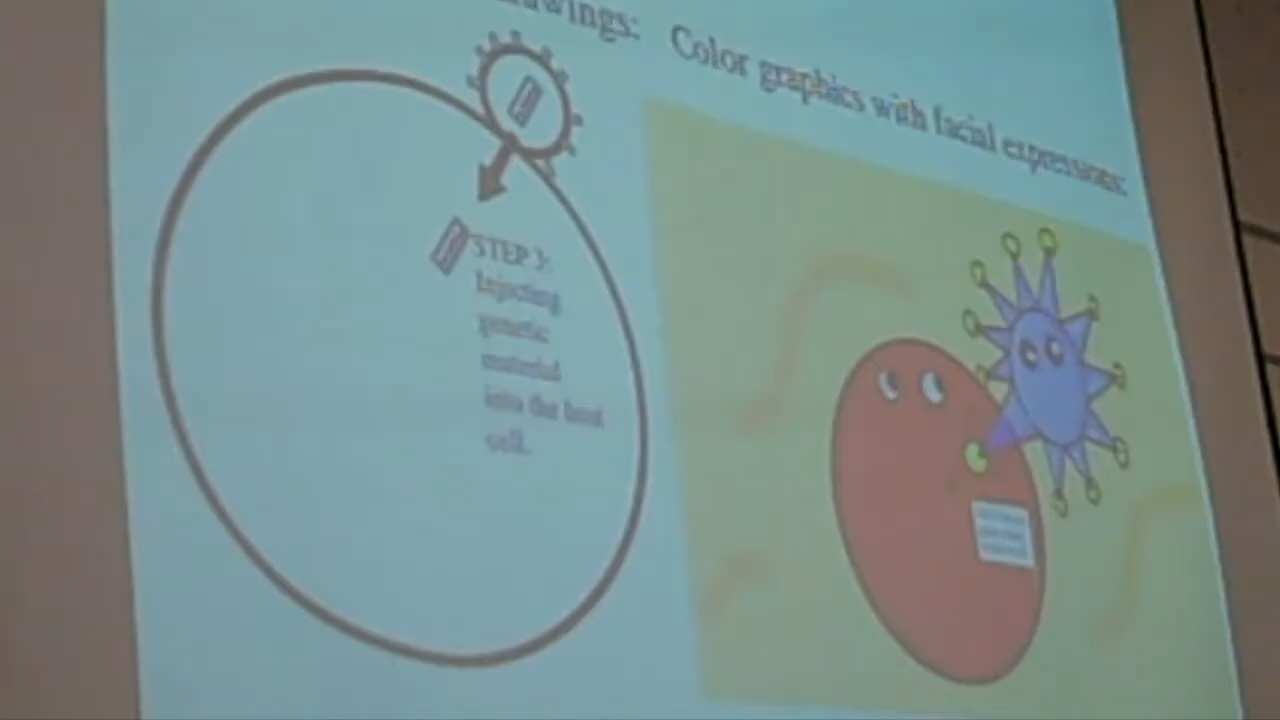 drawings:
Color graphics with facial expressions:
STEP 3:
Injecting
genetic
material
into the host
cell.